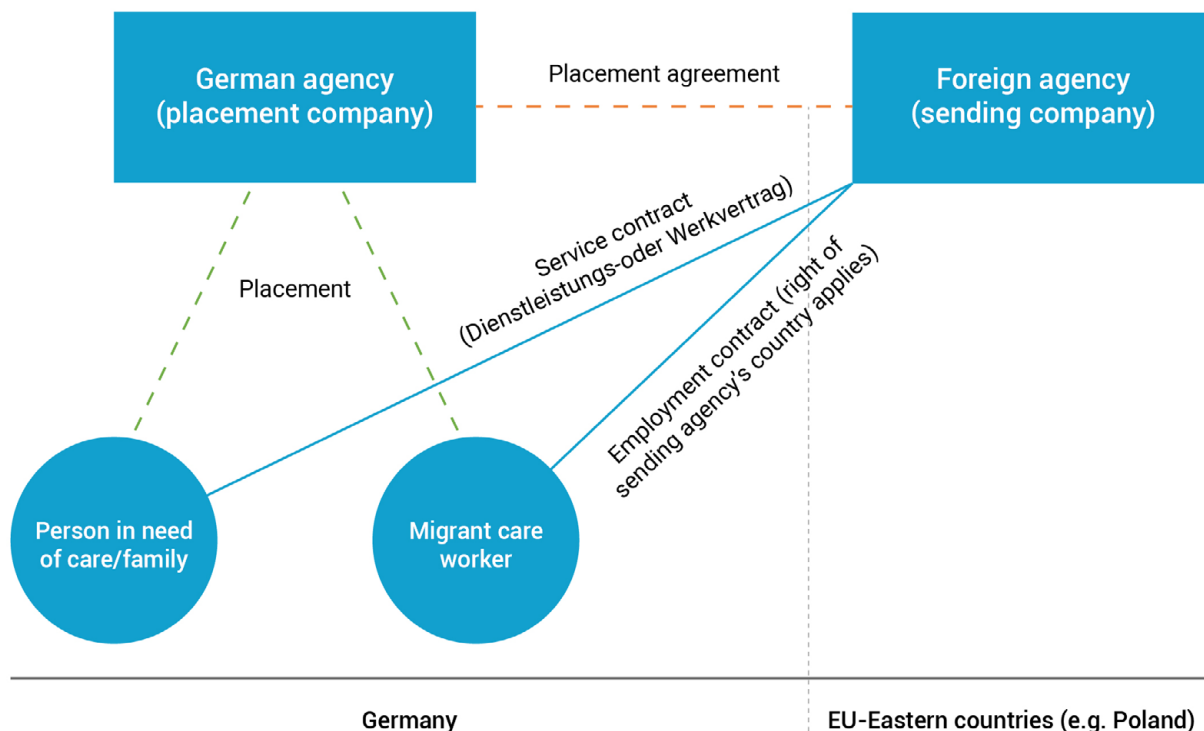 German agency
(placement company)
Placement agreement
Foreign agency
(sending company)
Service contract
(Dienstleistungs-oder Werkvertrag)
Employment contract (right of
sending agency's country applies)
Placement
Person in need
of care/family
Migrant care
worker
Germany
EU-Eastern countries (e.g. Poland)